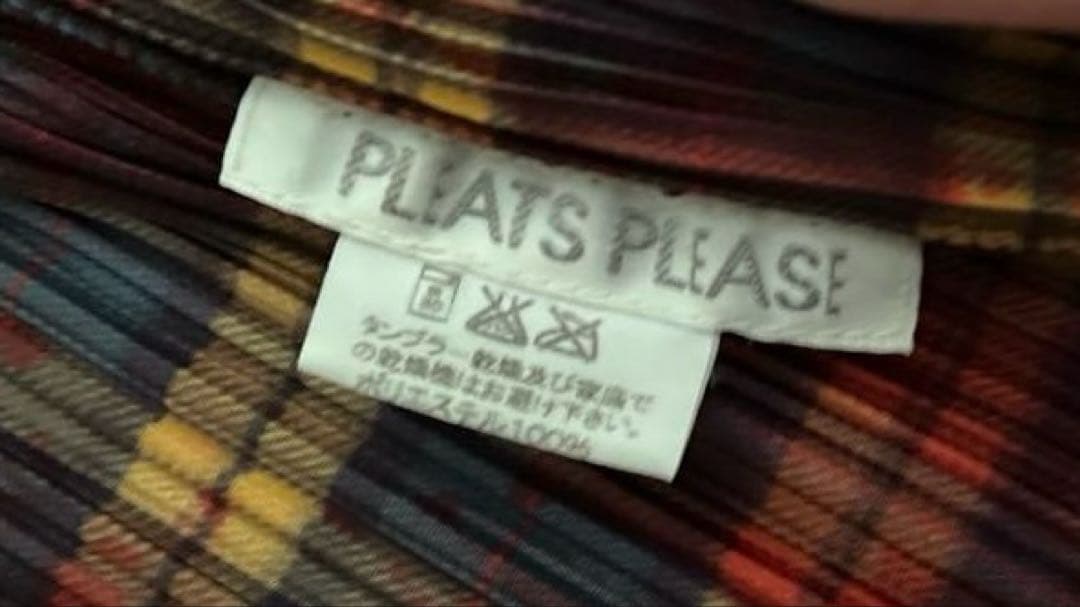 PLEATS PLEASE
タンブラー乾燥及び家庭で
の乾燥機はお避け下さい。
ポリエステル100%